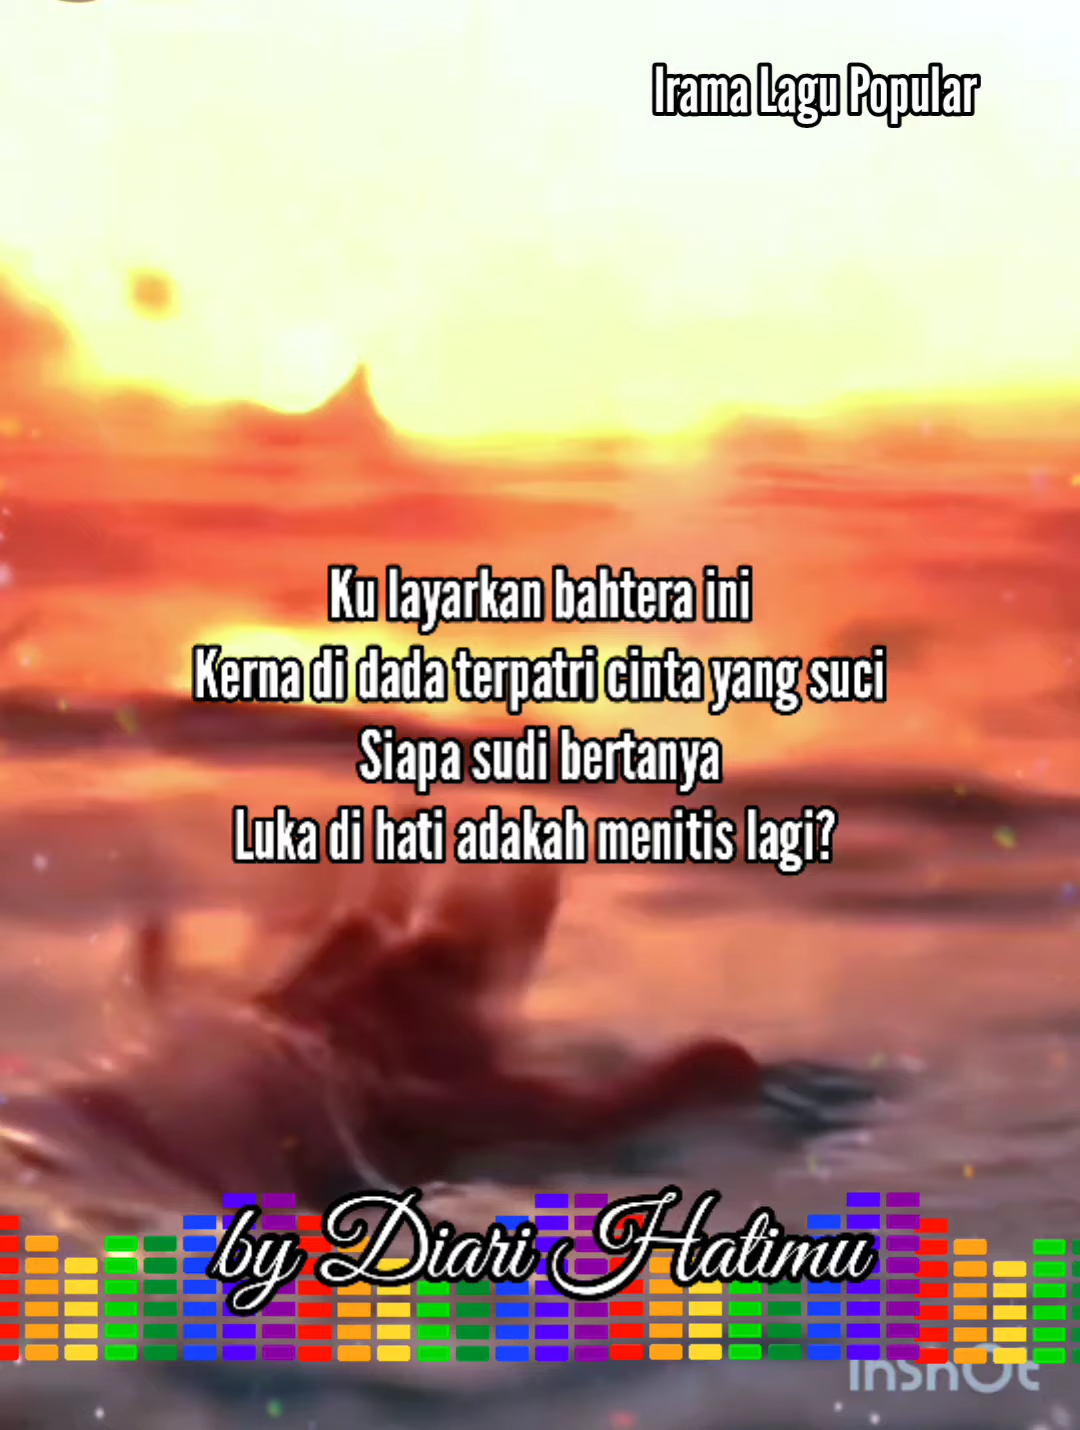 Irama Lagu Popular
Ku layarkan bahtera ini
Kerna di dada terpatri cinta yang suci
Siapa sudi bertanya
Luka di hati adakah menitis lagi?
by Diari Hatimu
InShOt